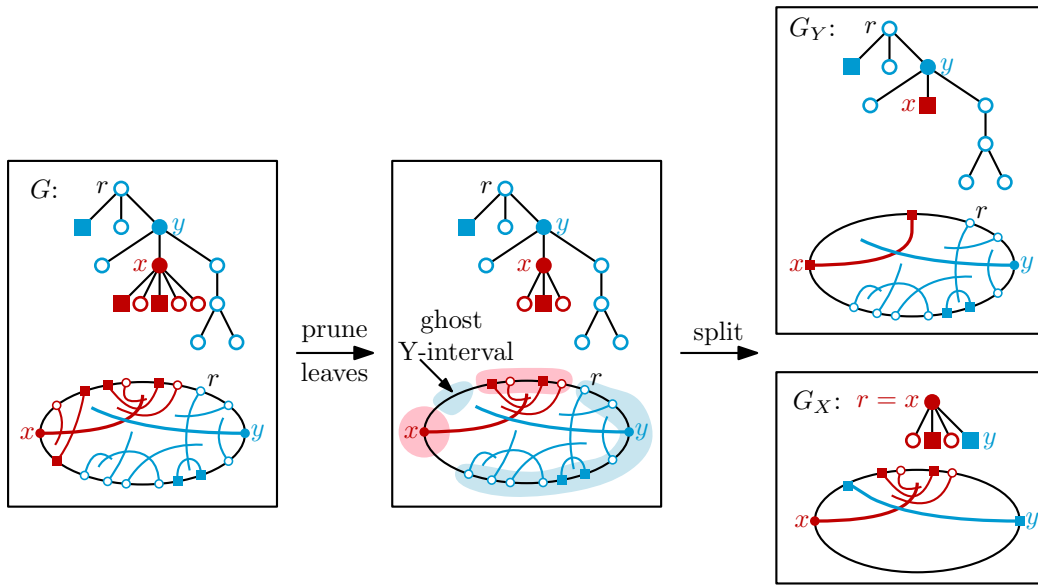 G:
r
y
x
r
x
y
prune
leaves
r
y
x
ghost
Y-interval
r
x
y
split
G_Y:
r
y
x
r
x
y
G_X:
r = x
y
x
y